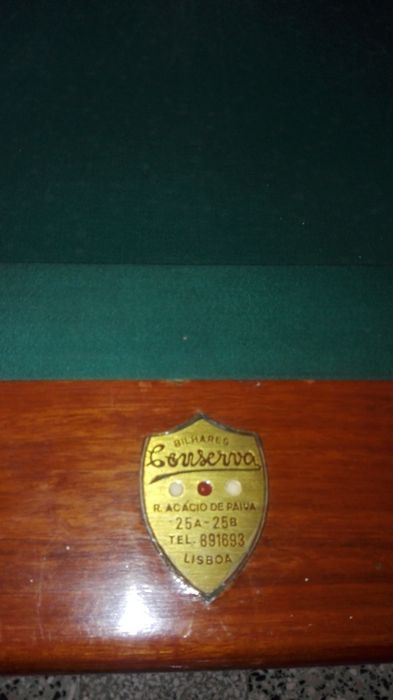 BILHARES
Conserva
R. ACÁCIO DE PAIVA
25A-25B
TEL. 891693
LISBOA